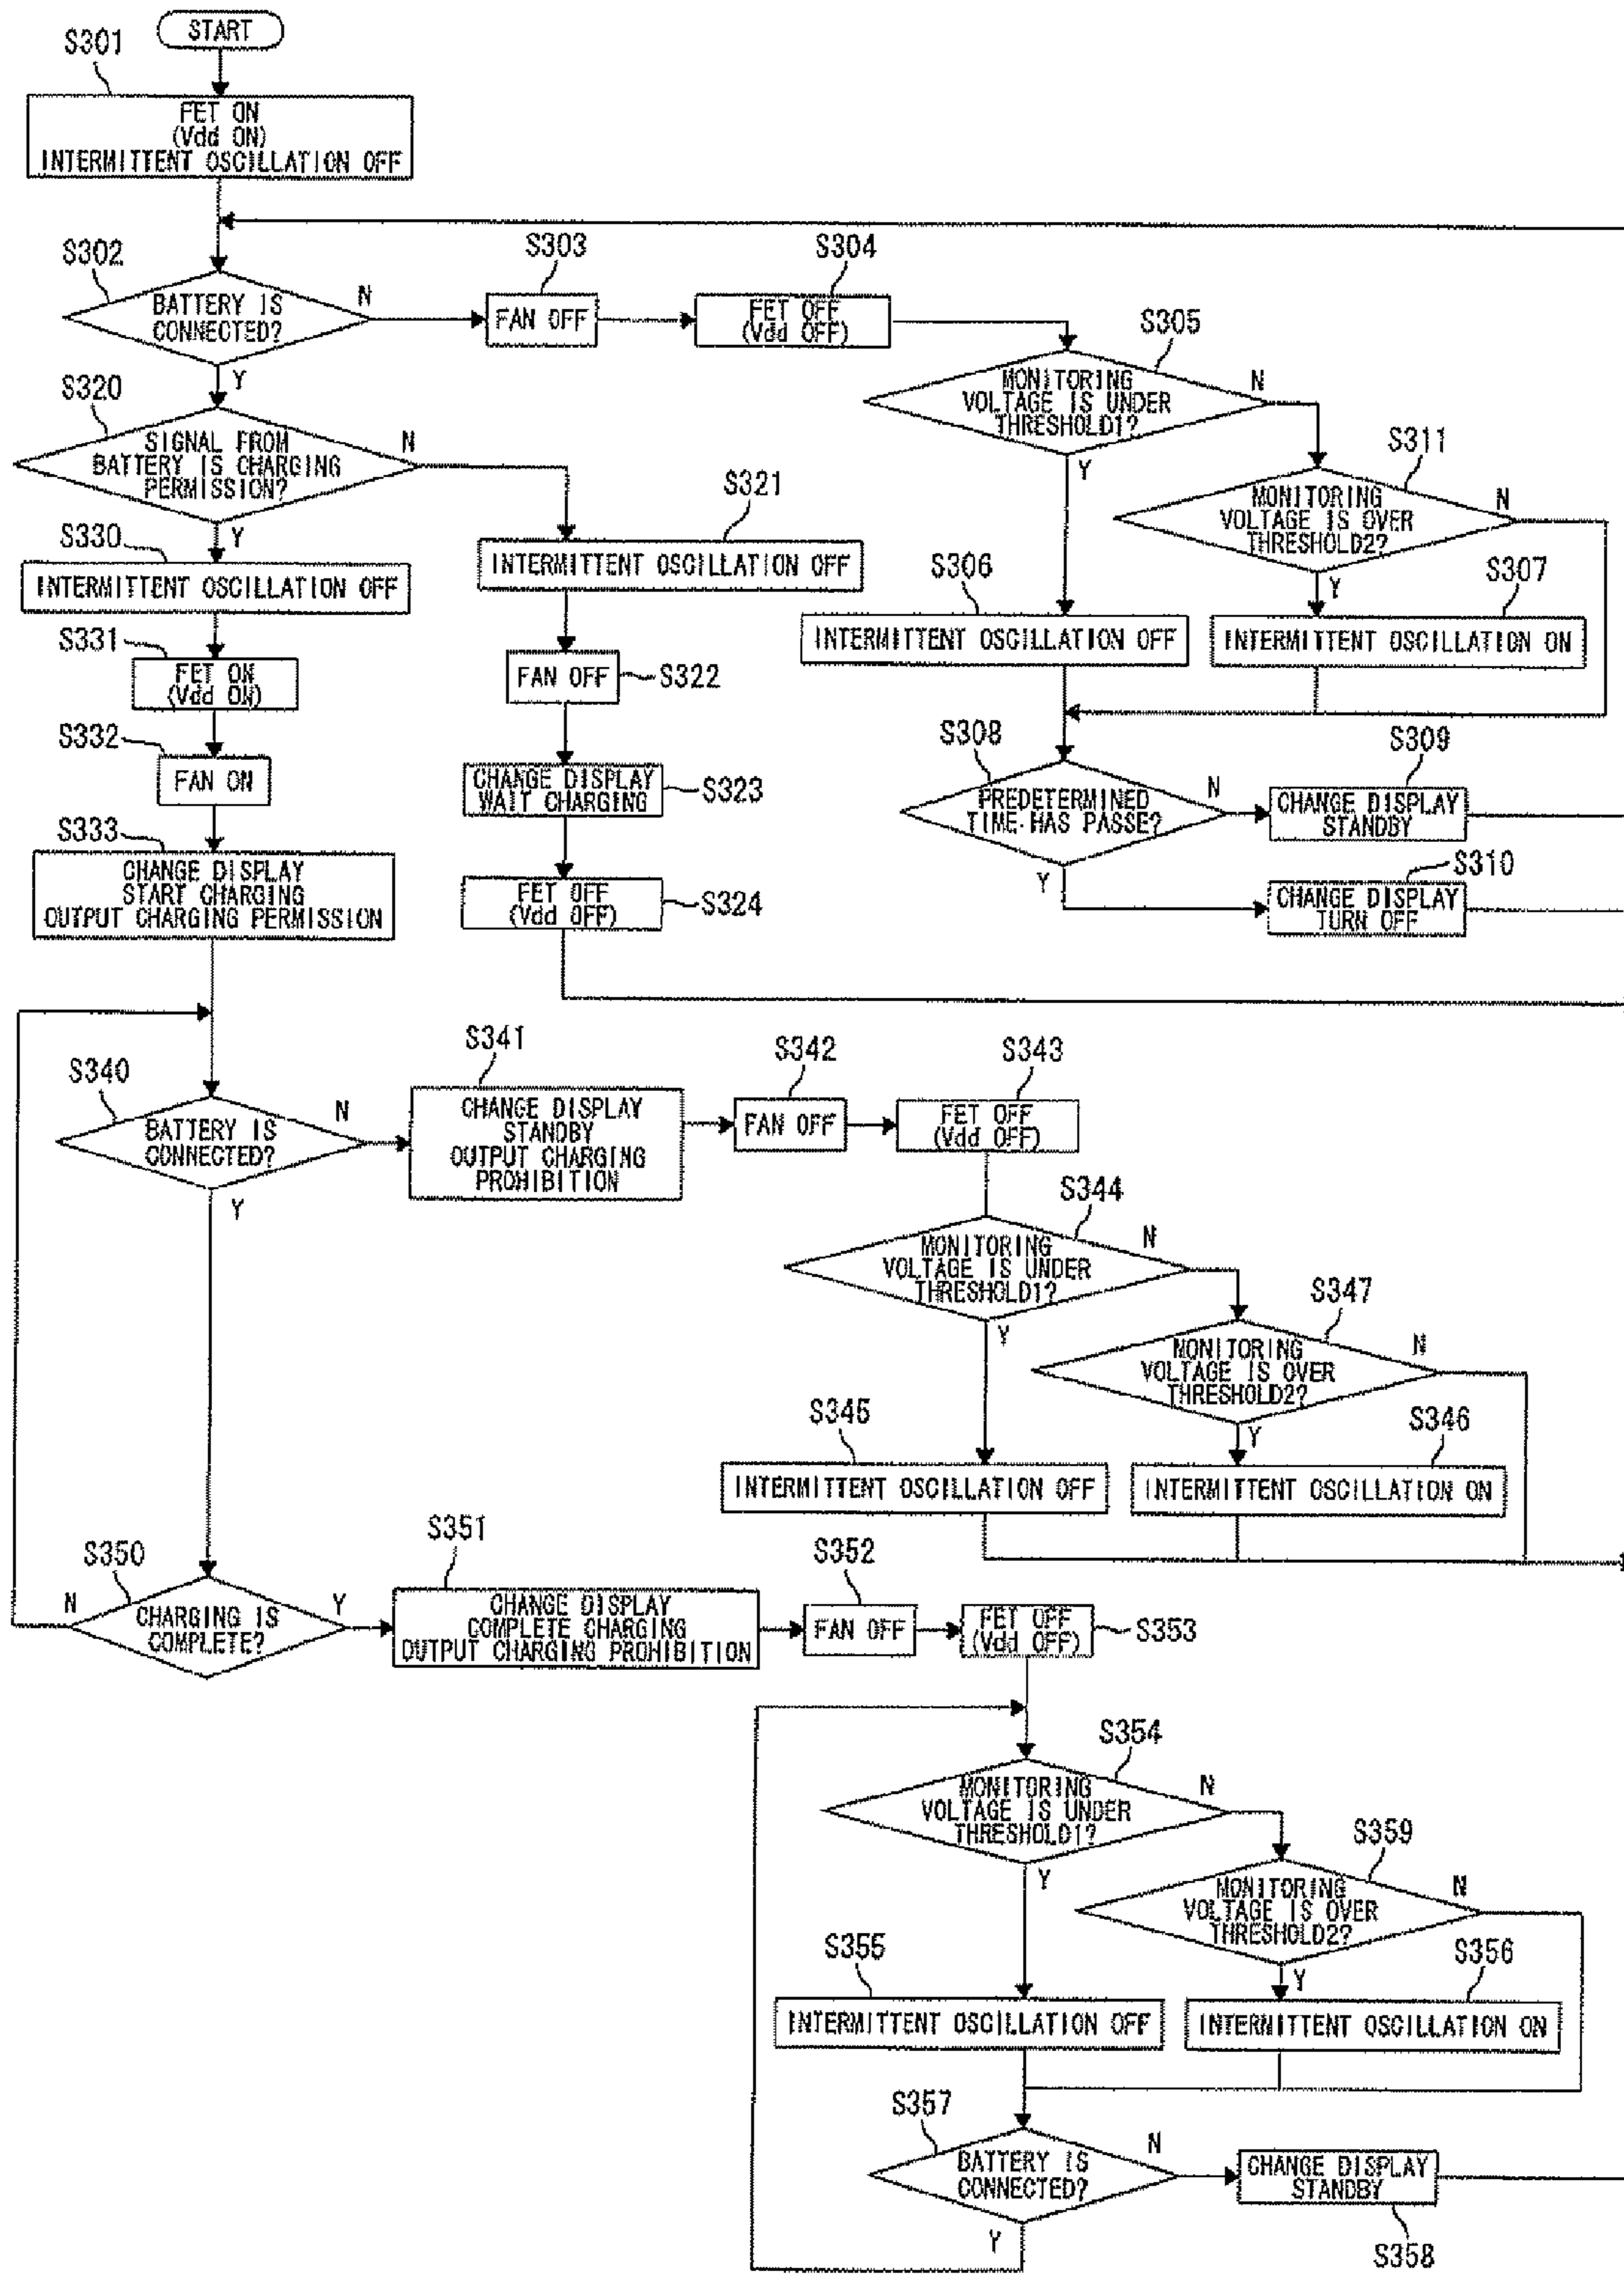 START
S301
FET ON
(Vdd ON)
INTERMITTENT OSCILLATION OFF
S302
BATTERY IS
CONNECTED?
N
Y
S303
FAN OFF
S304
FET OFF
(Vdd OFF)
S305
MONITORING
VOLTAGE IS UNDER
THRESHOLD1?
N
Y
S311
MONITORING
VOLTAGE IS OVER
THRESHOLD2?
N
Y
S306
INTERMITTENT OSCILLATION OFF
S307
INTERMITTENT OSCILLATION ON
S308
PREDETERMINED
TIME HAS PASSE?
N
Y
S309
CHANGE DISPLAY
STANDBY
S310
CHANGE DISPLAY
TURN OFF
S320
SIGNAL FROM
BATTERY IS CHARGING
PERMISSION?
N
Y
S321
INTERMITTENT OSCILLATION OFF
FAN OFF
S322
CHANGE DISPLAY
WAIT CHARGING
S323
FET OFF
(Vdd OFF)
S324
S330
INTERMITTENT OSCILLATION OFF
S331
FET ON
(Vdd ON)
S332
FAN ON
S333
CHANGE DISPLAY
START CHARGING
OUTPUT CHARGING PERMISSION
S340
BATTERY IS
CONNECTED?
N
Y
S341
CHANGE DISPLAY
STANDBY
OUTPUT CHARGING
PROHIBITION
S342
FAN OFF
S343
FET OFF
(Vdd OFF)
S344
MONITORING
VOLTAGE IS UNDER
THRESHOLD1?
N
Y
S347
MONITORING
VOLTAGE IS OVER
THRESHOLD2?
N
Y
S345
INTERMITTENT OSCILLATION OFF
S346
INTERMITTENT OSCILLATION ON
S350
CHARGING IS
COMPLETE?
N
Y
S351
CHANGE DISPLAY
COMPLETE CHARGING
OUTPUT CHARGING PROHIBITION
S352
FAN OFF
FET OFF
(Vdd OFF)
S353
S354
MONITORING
VOLTAGE IS UNDER
THRESHOLD1?
N
Y
S359
MONITORING
VOLTAGE IS OVER
THRESHOLD2?
N
Y
S355
INTERMITTENT OSCILLATION OFF
S356
INTERMITTENT OSCILLATION ON
S357
BATTERY IS
CONNECTED?
N
Y
CHANGE DISPLAY
STANDBY
S358